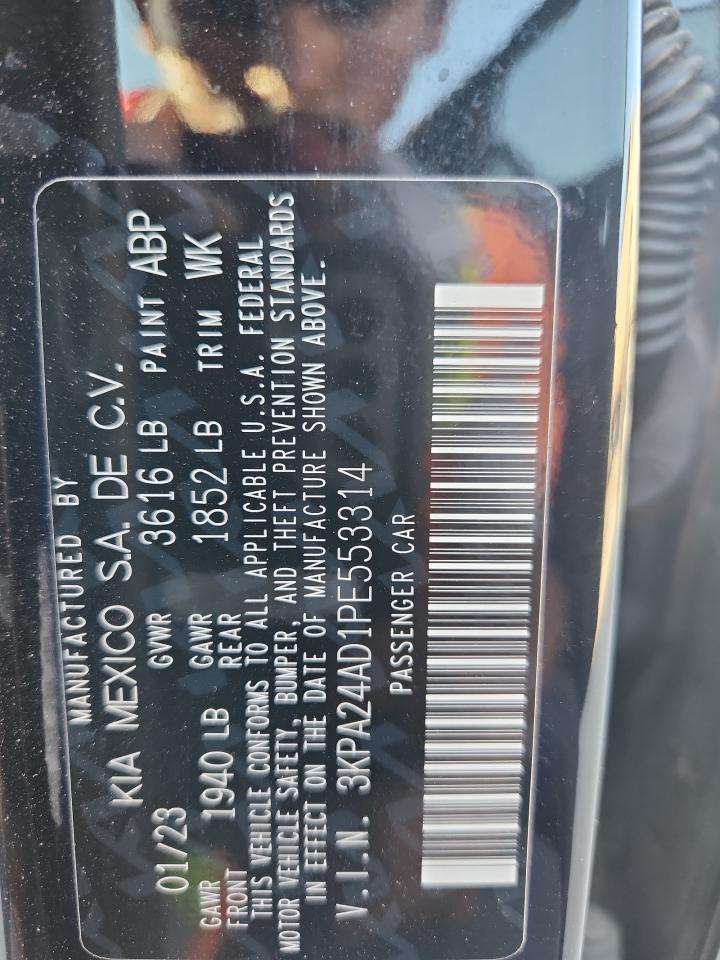 MANUFACTURED BY
KIA MEXICO S.A. DE C.V.
01/23 GVWR 3616 LB PAINT ABP
GAWR FRONT 1940 LB GAWR REAR 1852 LB TRIM WK
THIS VEHICLE CONFORMS TO ALL APPLICABLE U.S.A. FEDERAL
MOTOR VEHICLE SAFETY, BUMPER, AND THEFT PREVENTION STANDARDS
IN EFFECT ON THE DATE OF MANUFACTURE SHOWN ABOVE.
V.I.N. 3KPA24AD1PE553314
PASSENGER CAR